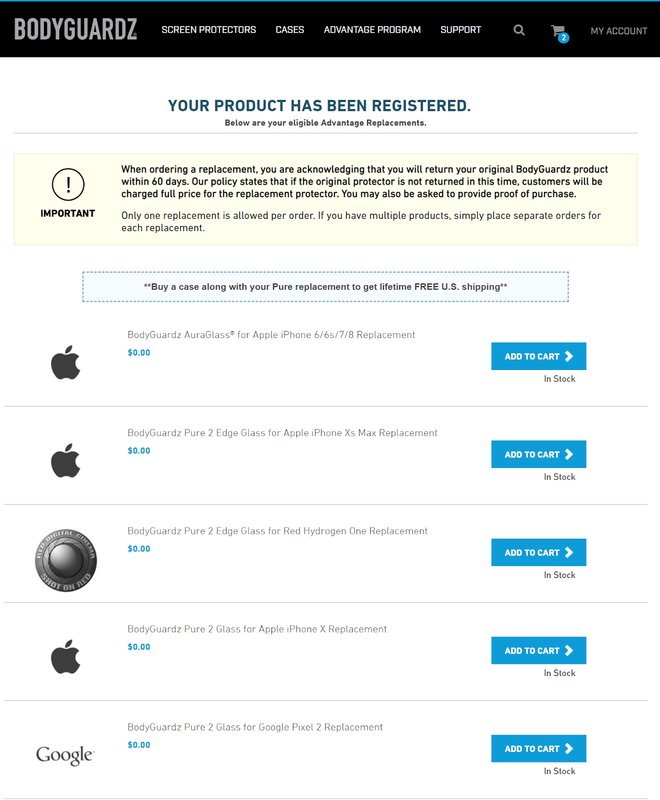 BODYGUARDZ
SCREEN PROTECTORS CASES ADVANTAGE PROGRAM SUPPORT 2 MY ACCOUNT
YOUR PRODUCT HAS BEEN REGISTERED.
Below are your eligible Advantage Replacements.
!
IMPORTANT
When ordering a replacement, you are acknowledging that you will return your original BodyGuardz product
within 60 days. Our policy states that if the original protector is not returned in this time, customers will be
charged full price for the replacement protector. You may also be asked to provide proof of purchase.
Only one replacement is allowed per order. If you have multiple products, simply place separate orders for
each replacement.
**Buy a case along with your Pure replacement to get lifetime FREE U.S. shipping**
BodyGuardz AuraGlass® for Apple iPhone 6/6s/7/8 Replacement
$0.00
ADD TO CART
In Stock
BodyGuardz Pure 2 Edge Glass for Apple iPhone Xs Max Replacement
$0.00
ADD TO CART
In Stock
RED DIGITAL CINEMA
SHOT ON RED
BodyGuardz Pure 2 Edge Glass for Red Hydrogen One Replacement
$0.00
ADD TO CART
In Stock
BodyGuardz Pure 2 Glass for Apple iPhone X Replacement
$0.00
ADD TO CART
In Stock
Google
BodyGuardz Pure 2 Glass for Google Pixel 2 Replacement
$0.00
ADD TO CART
In Stock